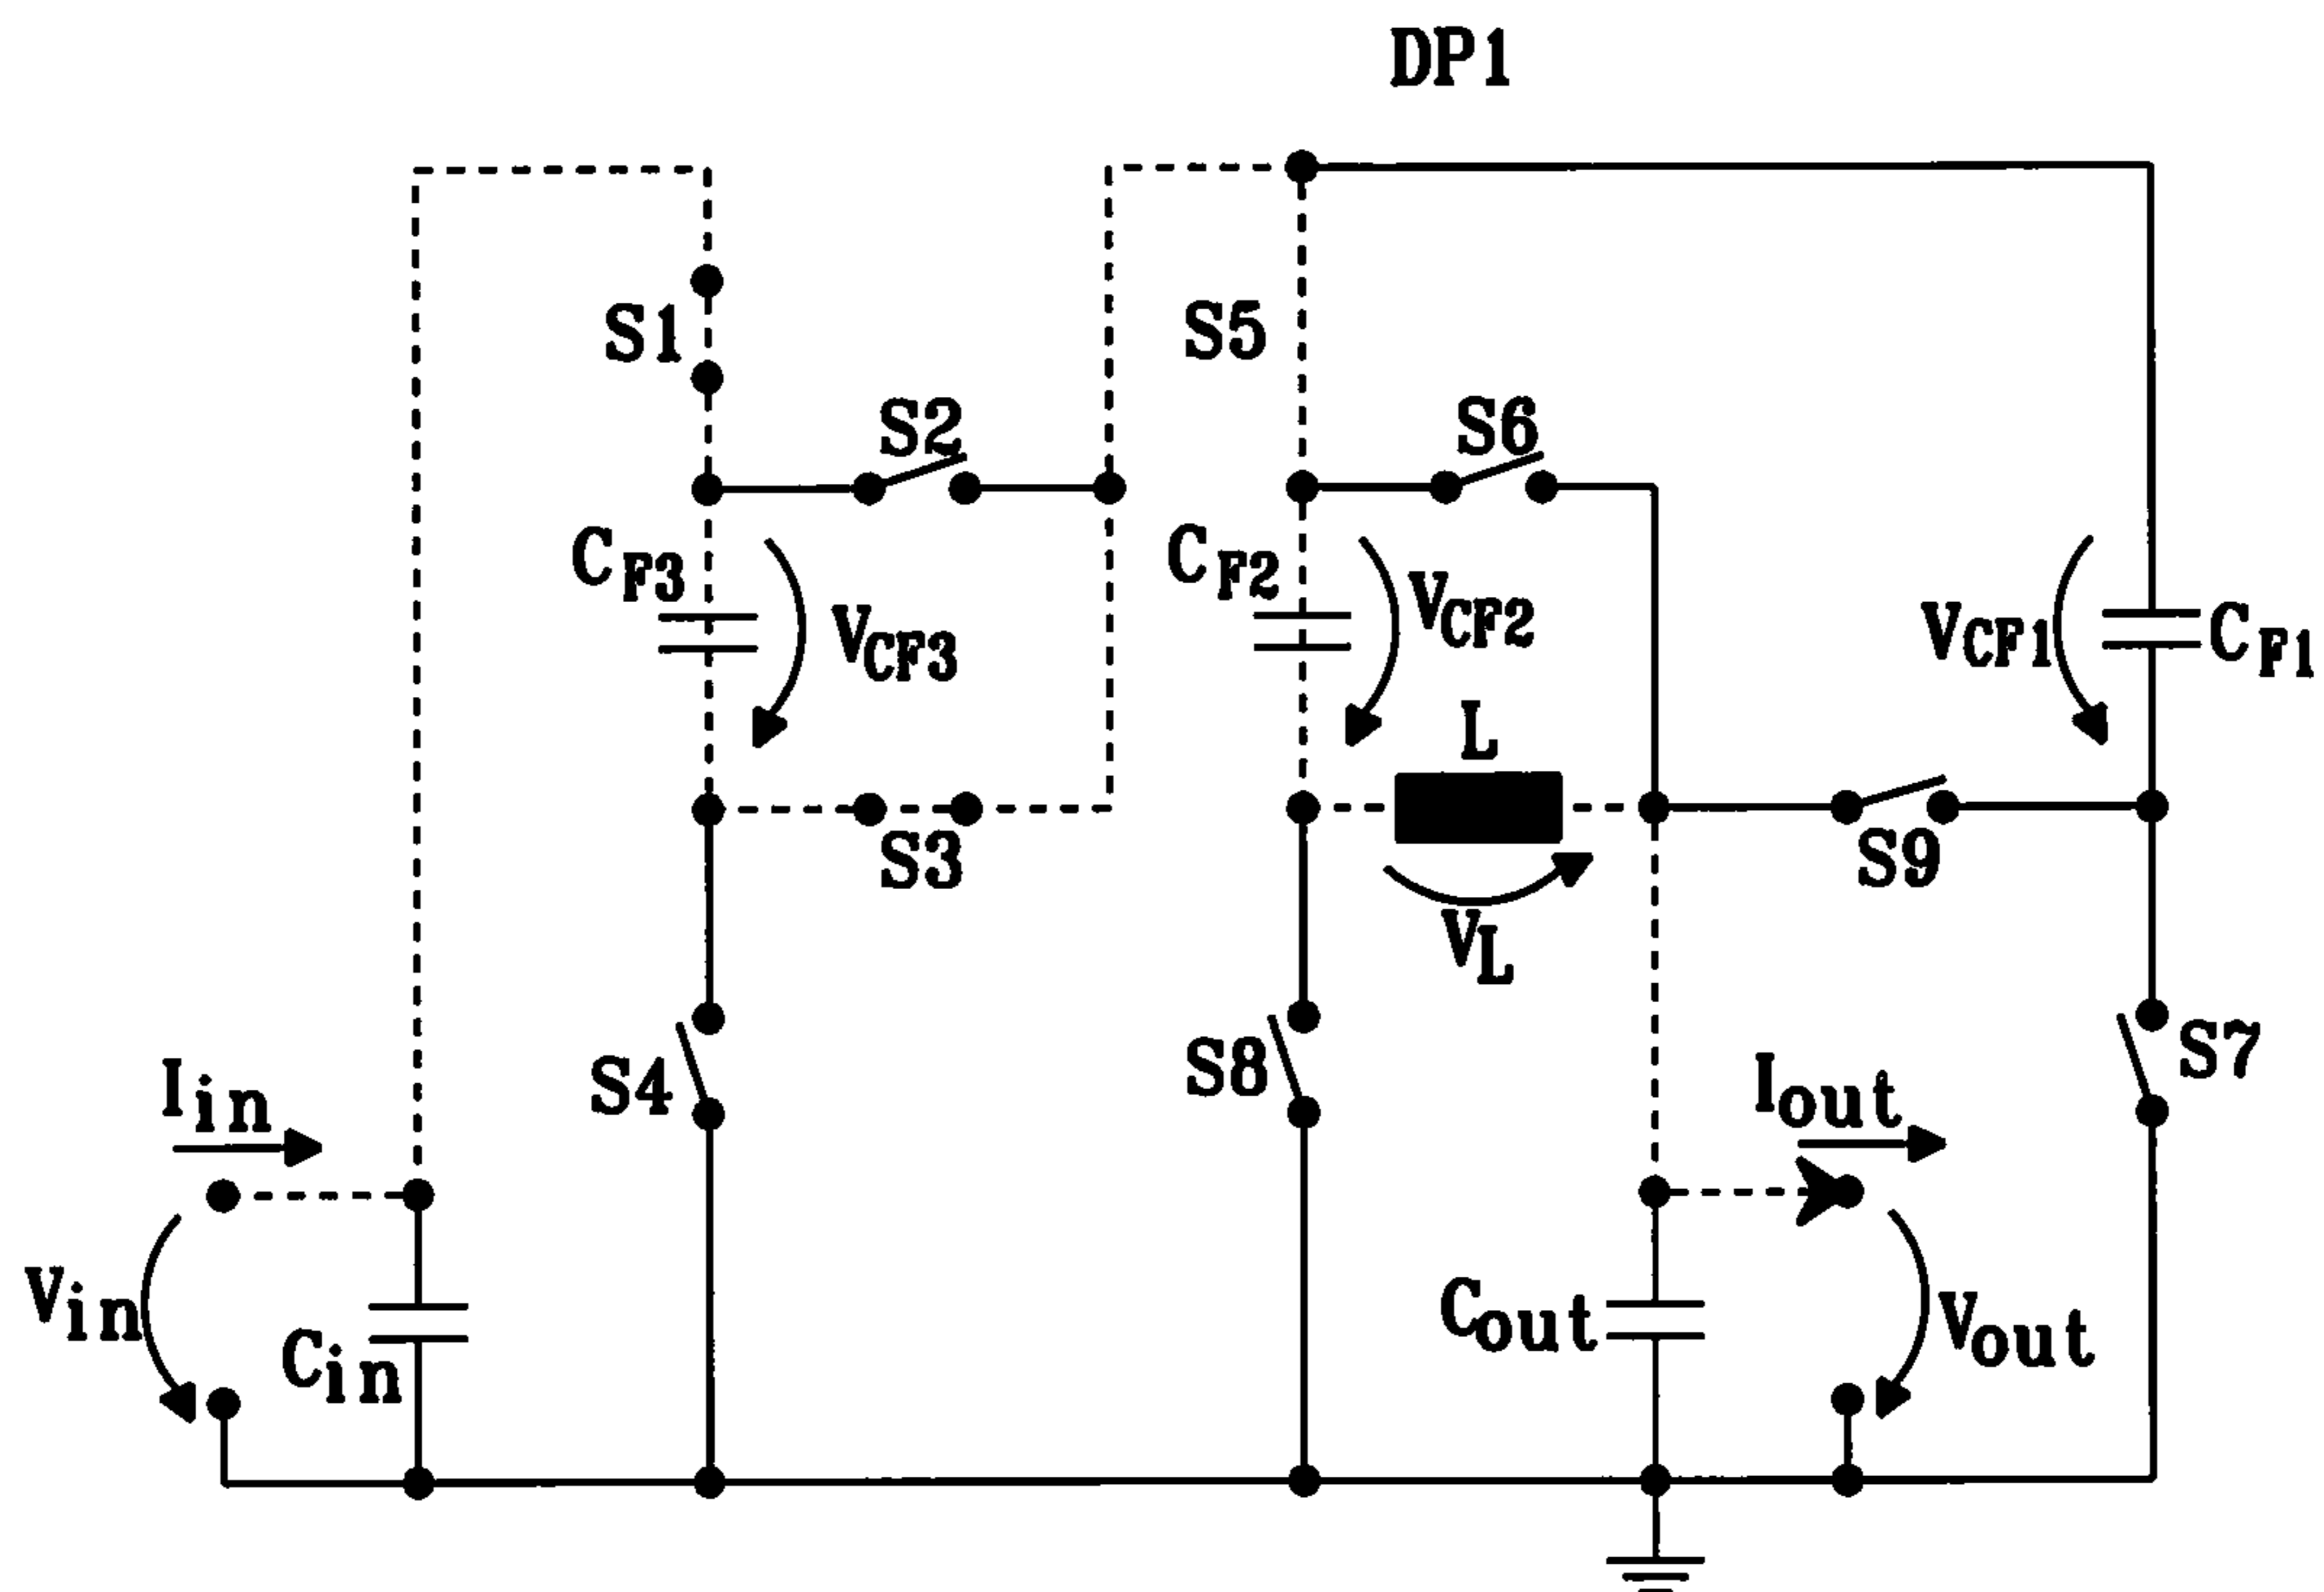 DP1
S1
S5
S2
S6
CF3
VCF3
CF2
VCF2
VCF1
CF1
L
S3
S9
VL
S4
S8
S7
Iin
Iout
Vin
Cin
Cout
Vout